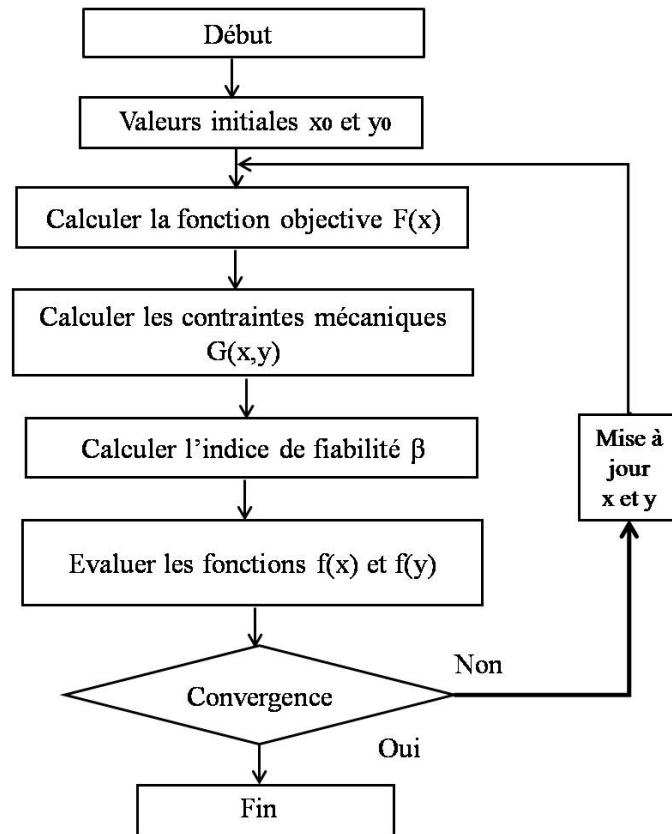 Début
Valeurs initiales x0 et y0
Calculer la fonction objective F(x)
Calculer les contraintes mécaniques
G(x,y)
Calculer l'indice de fiabilité β
Evaluer les fonctions f(x) et f(y)
Convergence
Non
Mise à
jour
x et y
Oui
Fin